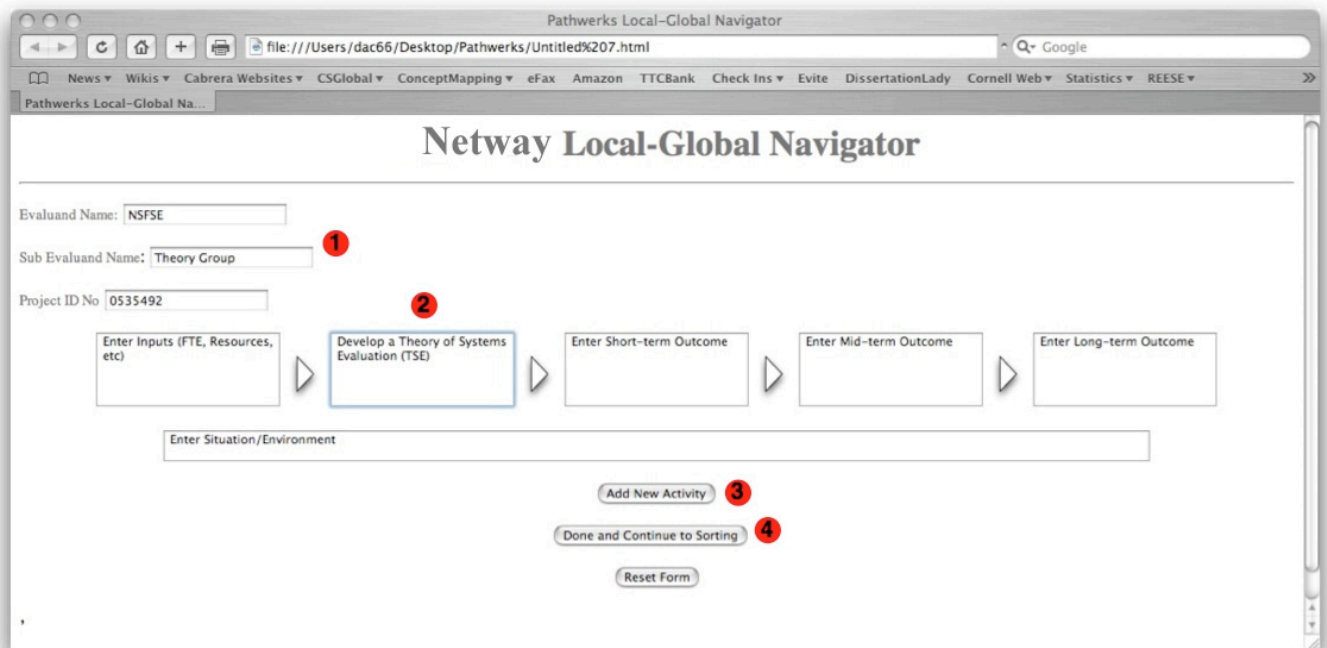 Pathwerks Local-Global Navigator
file:///Users/dac66/Desktop/Pathwerks/Untitled%207.html
Google
News Wikis Cabrera Websites CSGlobal ConceptMapping eFax Amazon TTCBank Check Ins Evite DissertationLady Cornell Web Statistics REESE
Pathwerks Local-Global Na...
Netway Local-Global Navigator
Evaluand Name: NSFSE
1
Sub Evaluand Name: Theory Group
Project ID No 0535492
2
Enter Inputs (FTE, Resources,
etc)
Develop a Theory of Systems
Evaluation (TSE)
Enter Short-term Outcome
Enter Mid-term Outcome
Enter Long-term Outcome
Enter Situation/Environment
Add New Activity 3
Done and Continue to Sorting 4
Reset Form
,